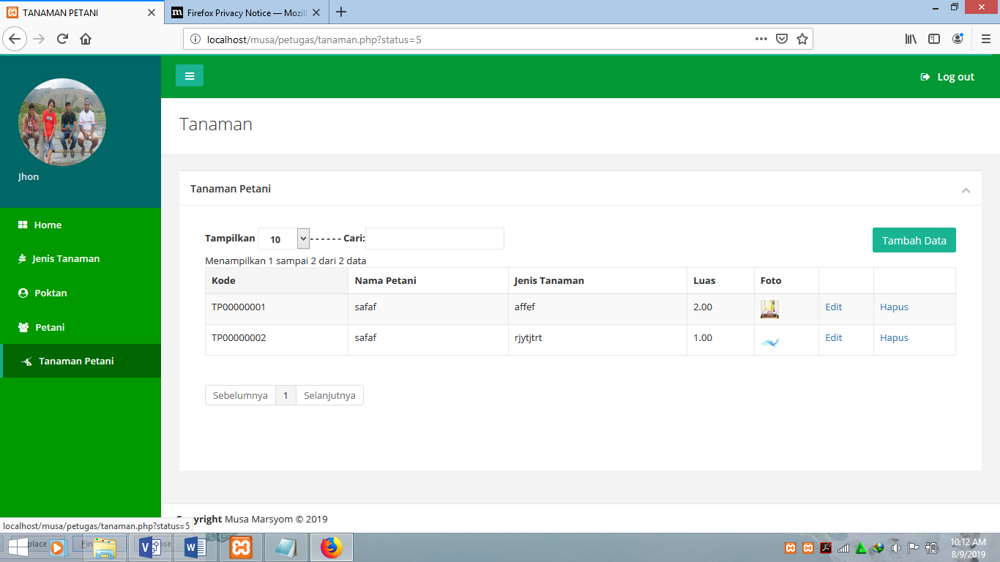 TANAMAN PETANI
Firefox Privacy Notice — Mozil
localhost/musa/petugas/tanaman.php?status=5
Log out
Jhon
Home
Jenis Tanaman
Poktan
Petani
Tanaman Petani
Tanaman
Tanaman Petani
Tampilkan 10 - - - - - - Cari:
Tambah Data
Menampilkan 1 sampai 2 dari 2 data
Kode Nama Petani Jenis Tanaman Luas Foto
TP00000001 safaf affef 2.00 Edit Hapus
TP00000002 safaf rjytjtrt 1.00 Edit Hapus
Sebelumnya 1 Selanjutnya
Copyright Musa Marsyom © 2019
localhost/musa/petugas/tanaman.php?status=5
10:12 AM
8/9/2019